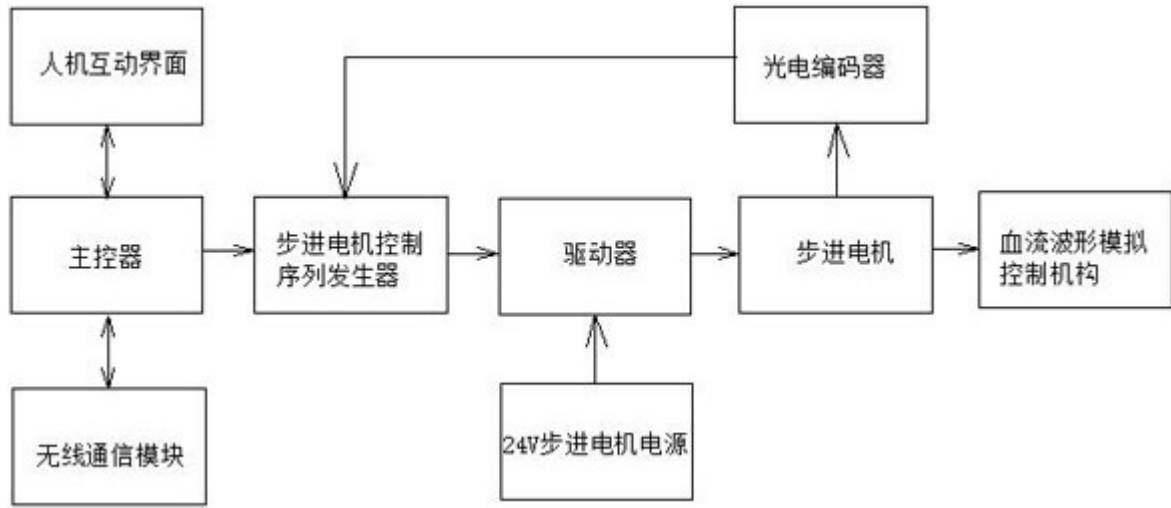 人机互动界面
光电编码器
主控器
步进电机控制
序列发生器
驱动器
步进电机
血流波形模拟
控制机构
无线通信模块
24V步进电机电源